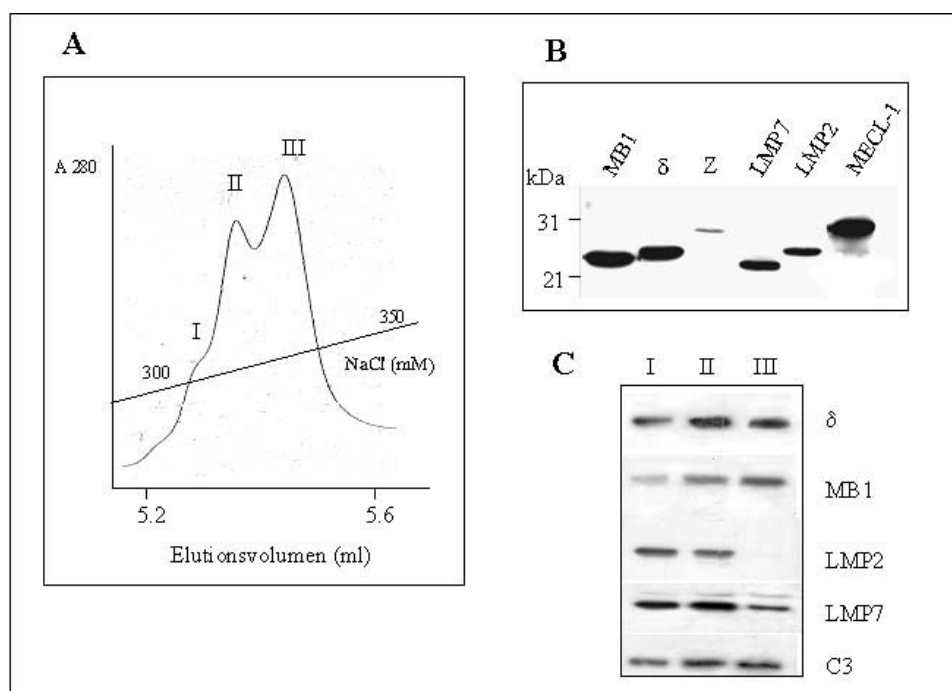 A
A 280
I
II
III
300
350
NaCl (mM)
5.2
5.6
Elutionsvolumen (ml)
B
MB1
δ
Z
LMP7
LMP2
MECL-1
kDa
31
21
C
I II III
δ
MB1
LMP2
LMP7
C3